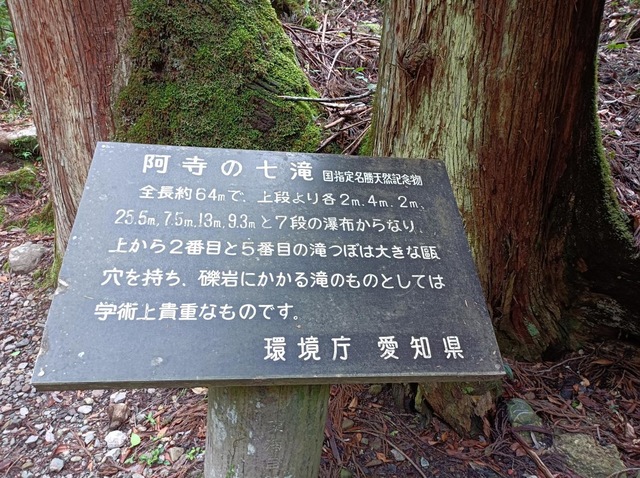 阿寺の七滝 国指定名勝天然記念物
全長約64mで、上段より各2m、4m、2m、
25.5m、7.5m、13m、9.3mと7段の瀑布からなり、
上から2番目と5番目の滝つぼは大きな甌
穴を持ち、礫岩にかかる滝のものとしては
学術上貴重なものです。
環境庁 愛知県